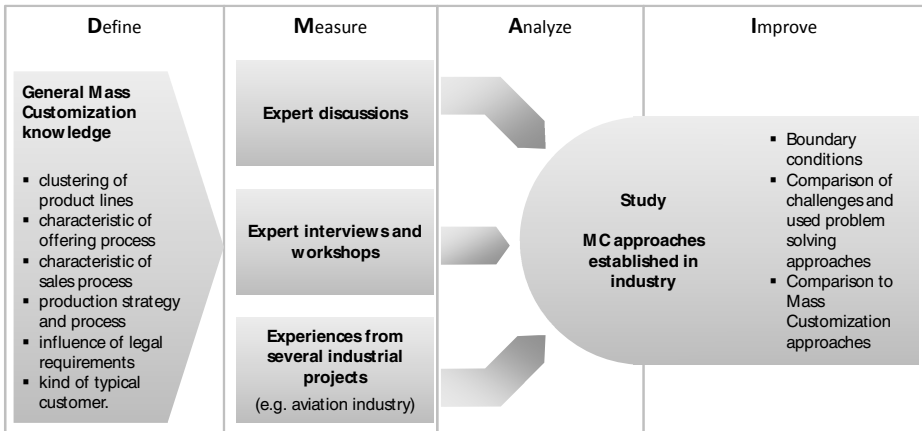 Define
Measure
Analyze
Improve
General Mass
Customization
knowledge
▪ clustering of
product lines
▪ characteristic of
offering process
▪ characteristic of
sales process
▪ production strategy
and process
▪ influence of legal
requirements
▪ kind of typical
customer.
Expert discussions
Expert interviews and
workshops
Experiences from
several industrial
projects
(e.g. aviation industry)
Study
MC approaches
established in
industry
▪ Boundary
conditions
▪ Comparison of
challenges and
used problem
solving
approaches
▪ Comparison to
Mass
Customization
approaches